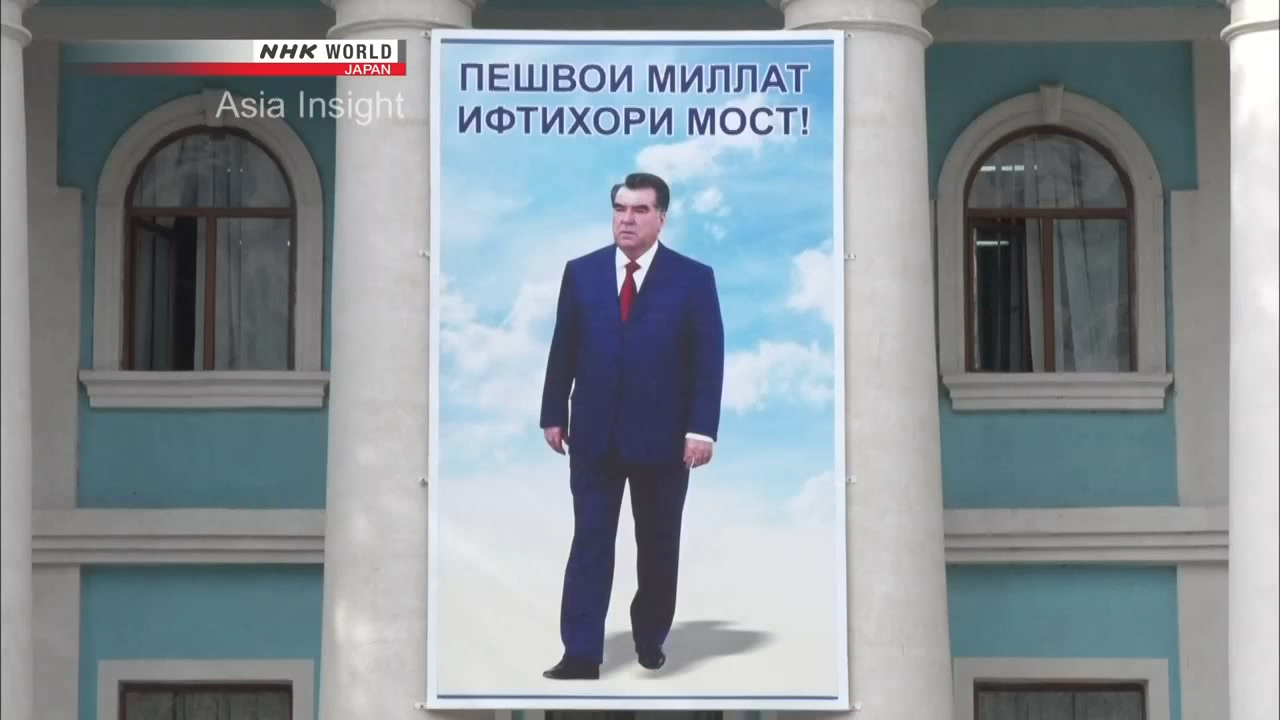 NHK WORLD
JAPAN
Asia Insight
ПЕШВОИ МИЛЛАТ
ИФТИХОРИ МОСТ!